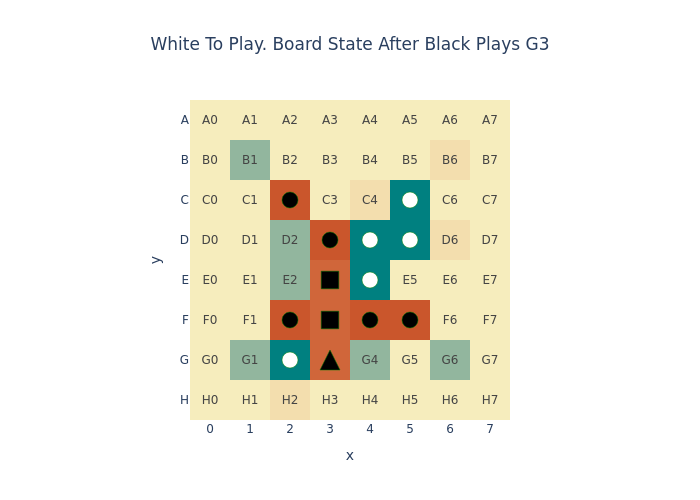 White To Play. Board State After Black Plays G3
A A0 A1 A2 A3 A4 A5 A6 A7
B B0 B1 B2 B3 B4 B5 B6 B7
C C0 C1 C3 C4 C6 C7
D D0 D1 D2 D6 D7
y
E E0 E1 E2 E5 E6 E7
F F0 F1 F6 F7
G G0 G1 G4 G5 G6 G7
H H0 H1 H2 H3 H4 H5 H6 H7
0 1 2 3 4 5 6 7
x